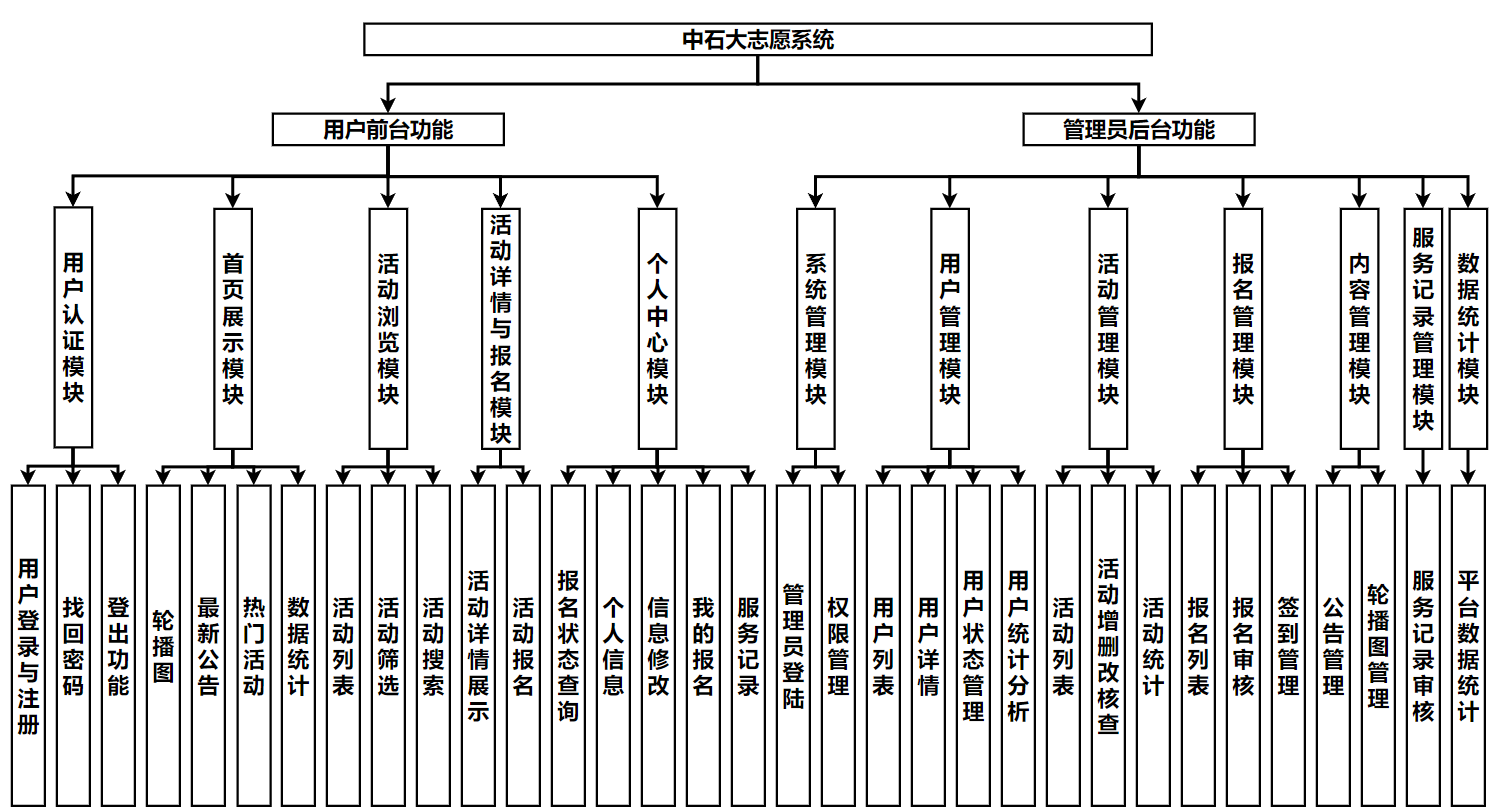 中石大志愿系统
用户前台功能
管理员后台功能
用户认证模块
首页展示模块
活动浏览模块
活动详情与报名模块
个人中心模块
系统管理模块
用户管理模块
活动管理模块
报名管理模块
内容管理模块
服务记录管理模块
数据统计模块
用户登录与注册
找回密码
登出功能
轮播图
最新公告
热门活动
数据统计
活动列表
活动筛选
活动搜索
活动详情展示
活动报名
报名状态查询
个人信息
信息修改
我的报名
服务记录
管理员登陆
权限管理
用户列表
用户详情
用户状态管理
用户统计分析
活动列表
活动增删改核查
活动统计
报名列表
报名审核
签到管理
公告管理
轮播图管理
服务记录审核
平台数据统计